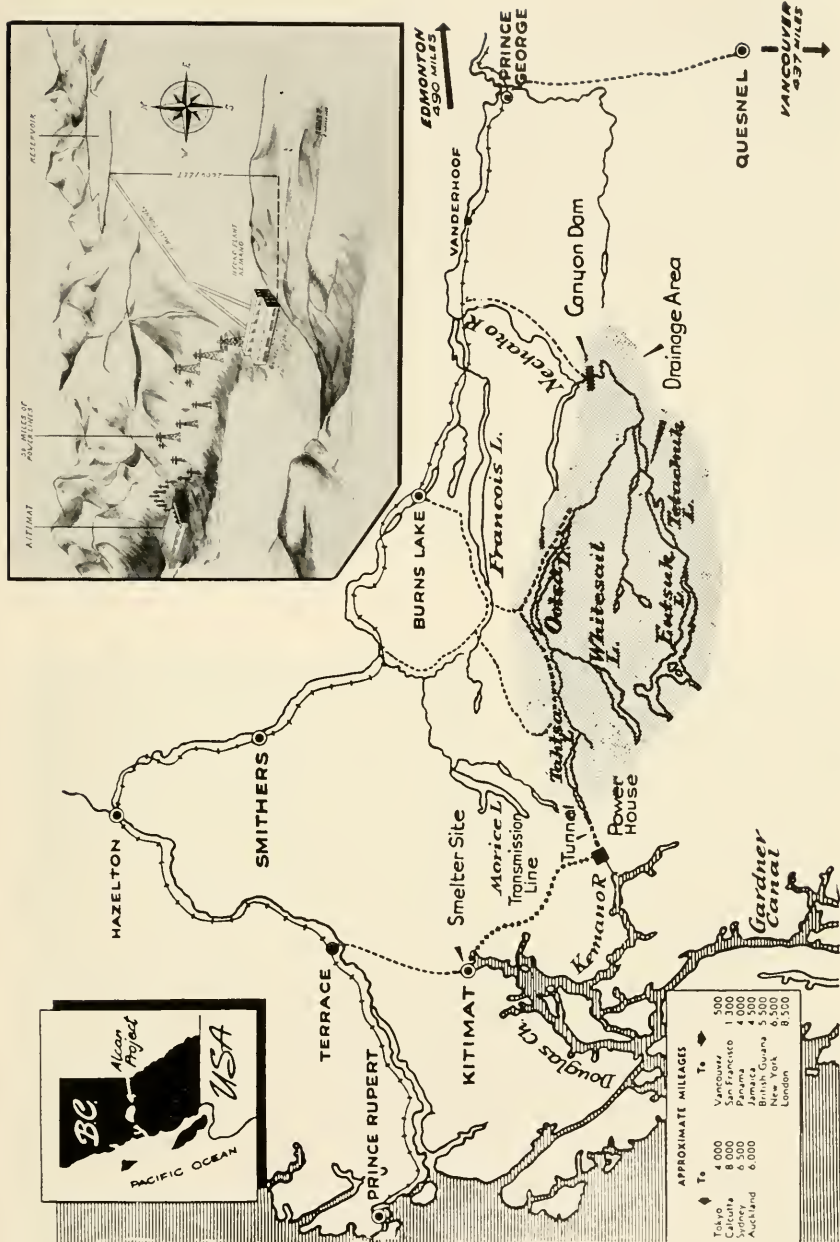 B.C.
Alcan
Project
PACIFIC OCEAN
USA
HAZELTON
SMITHERS
TERRACE
PRINCE RUPERT
KITIMAT
Smelter Site
Morice L.
Transmission
Line
Tunnel
Power
House
Kemano R
Douglas Ch.
Gardner
Canal
APPROXIMATE MILEAGES
To
Tokyo 4 000
Calcutta 8 000
Sydney 6 500
Auckland 6,000
To
Vancouver 500
San Francisco 1 300
Panama 4 000
Jamaica 4 500
British Guiana 5 500
New York 6,500
London 8,500
KITIMAT
50 MILES OF
POWER LINES
RESERVOIR
2600 FEET
KEMANO
N
E
S
W
BURNS LAKE
Francois L.
Ootsa
L.
Tahtsa L
Whitesail
L.
Eutsuk
L
Tetachuk
L.
Nechako R
Canyon Dam
Drainage Area
VANDERHOOF
EDMONTON
490 MILES
PRINCE
GEORGE
QUESNEL
VANCOUVER
437 MILES